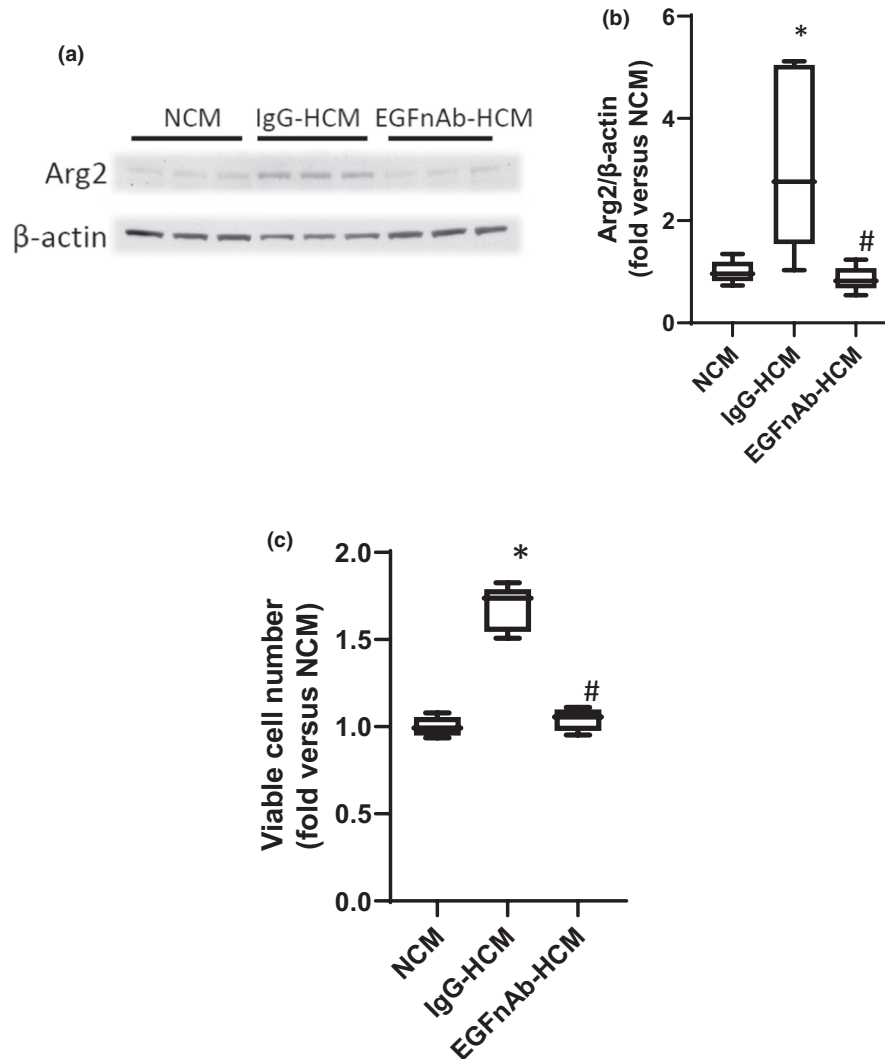 (a)
NCM IgG-HCM EGFnAb-HCM
Arg2
β-actin
(b)
Arg2/β-actin
(fold versus NCM)
6
4
2
0
*
#
NCM
IgG-HCM
EGFnAb-HCM
(c)
Viable cell number
(fold versus NCM)
2.0
1.5
1.0
0.5
0.0
*
#
NCM
IgG-HCM
EGFnAb-HCM